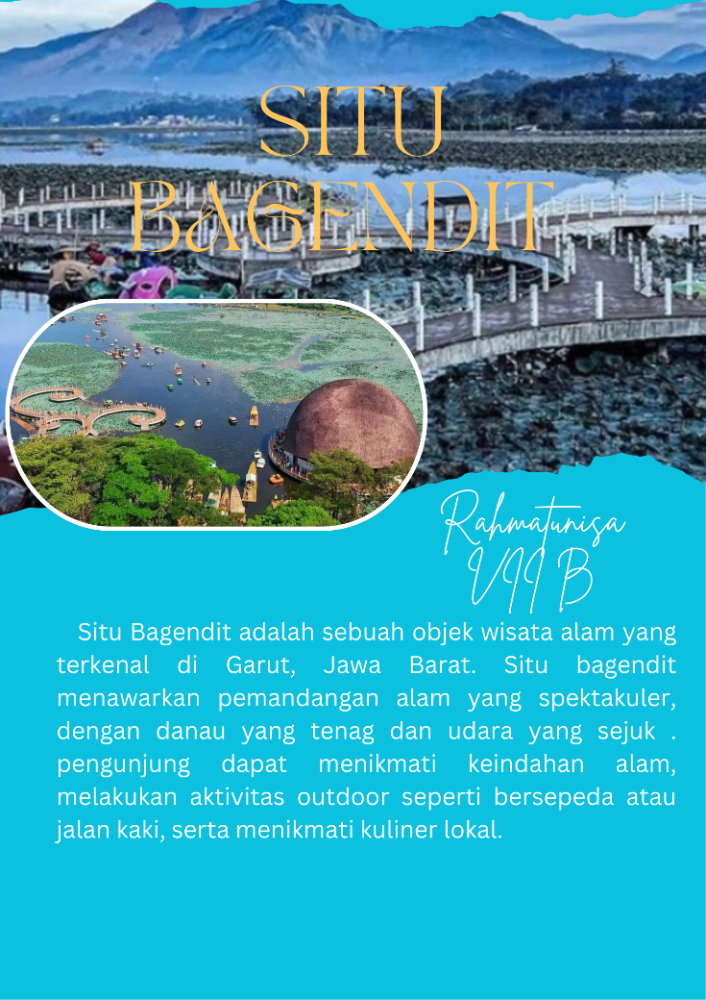 SITU
BAGENDIT
Rahmatunisa
VII B
Situ Bagendit adalah sebuah objek wisata alam yang
terkenal di Garut, Jawa Barat. Situ bagendit
menawarkan pemandangan alam yang spektakuler,
dengan danau yang tenag dan udara yang sejuk .
pengunjung dapat menikmati keindahan alam,
melakukan aktivitas outdoor seperti bersepeda atau
jalan kaki, serta menikmati kuliner lokal.